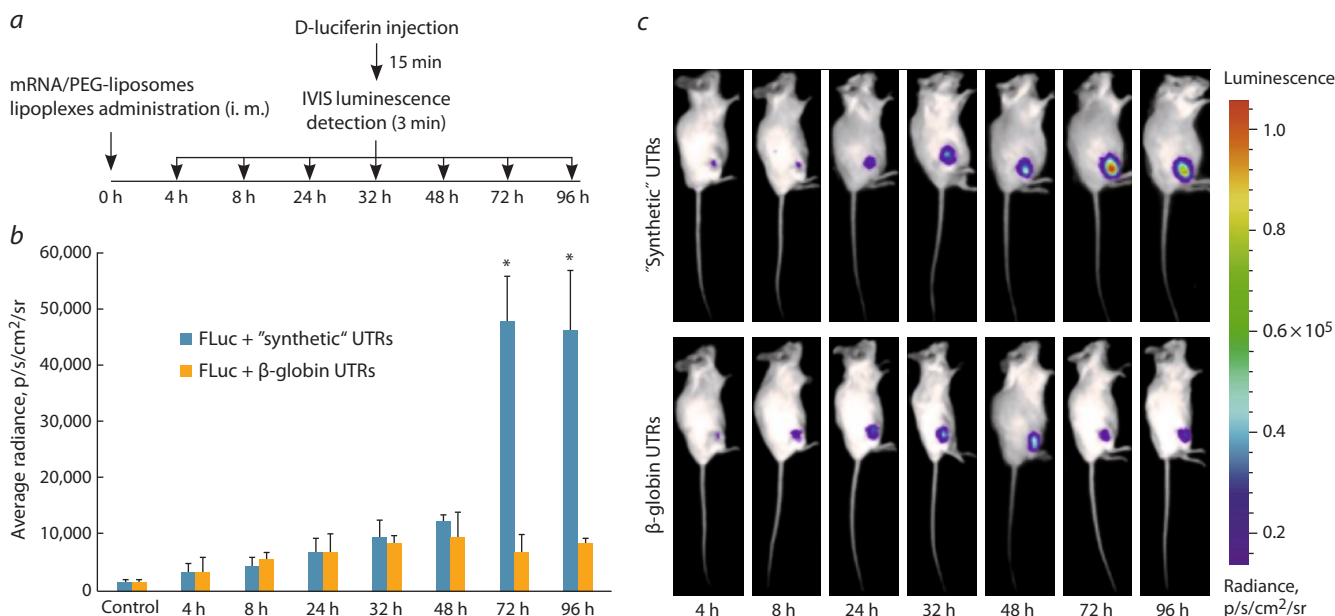 a
D-luciferin injection
15 min
mRNA/PEG-liposomes
lipoplexes administration (i. m.)
IVIS luminescence
detection (3 min)
0 h 4 h 8 h 24 h 32 h 48 h 72 h 96 h
b
Average radiance, p/s/cm²/sr
60,000
50,000
40,000
30,000
20,000
10,000
0
* *
FLuc + ”synthetic“ UTRs
FLuc + β-globin UTRs
Control 4 h 8 h 24 h 32 h 48 h 72 h 96 h
c
”Synthetic” UTRs
β-globin UTRs
4 h 8 h 24 h 32 h 48 h 72 h 96 h
Luminescence
1.0
0.8
0.6 × 10⁵
0.4
0.2
Radiance,
p/s/cm²/sr